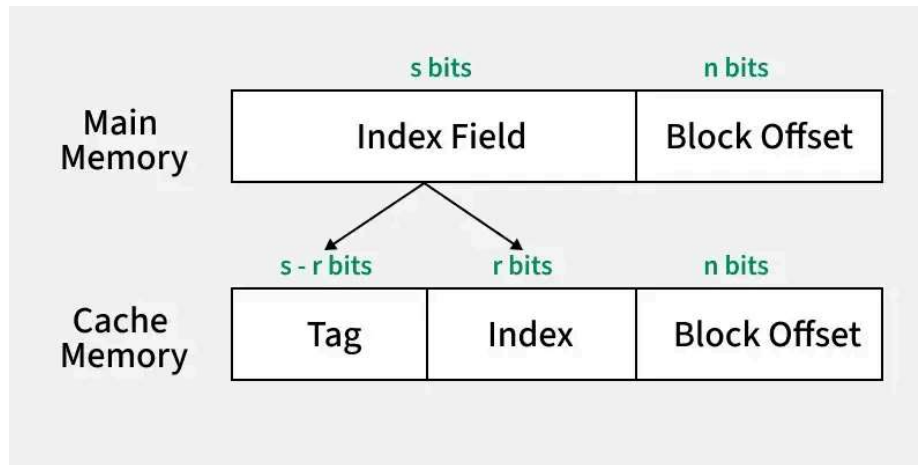 s bits
n bits
Main
Memory
Index Field
Block Offset
s - r bits
r bits
n bits
Cache
Memory
Tag
Index
Block Offset